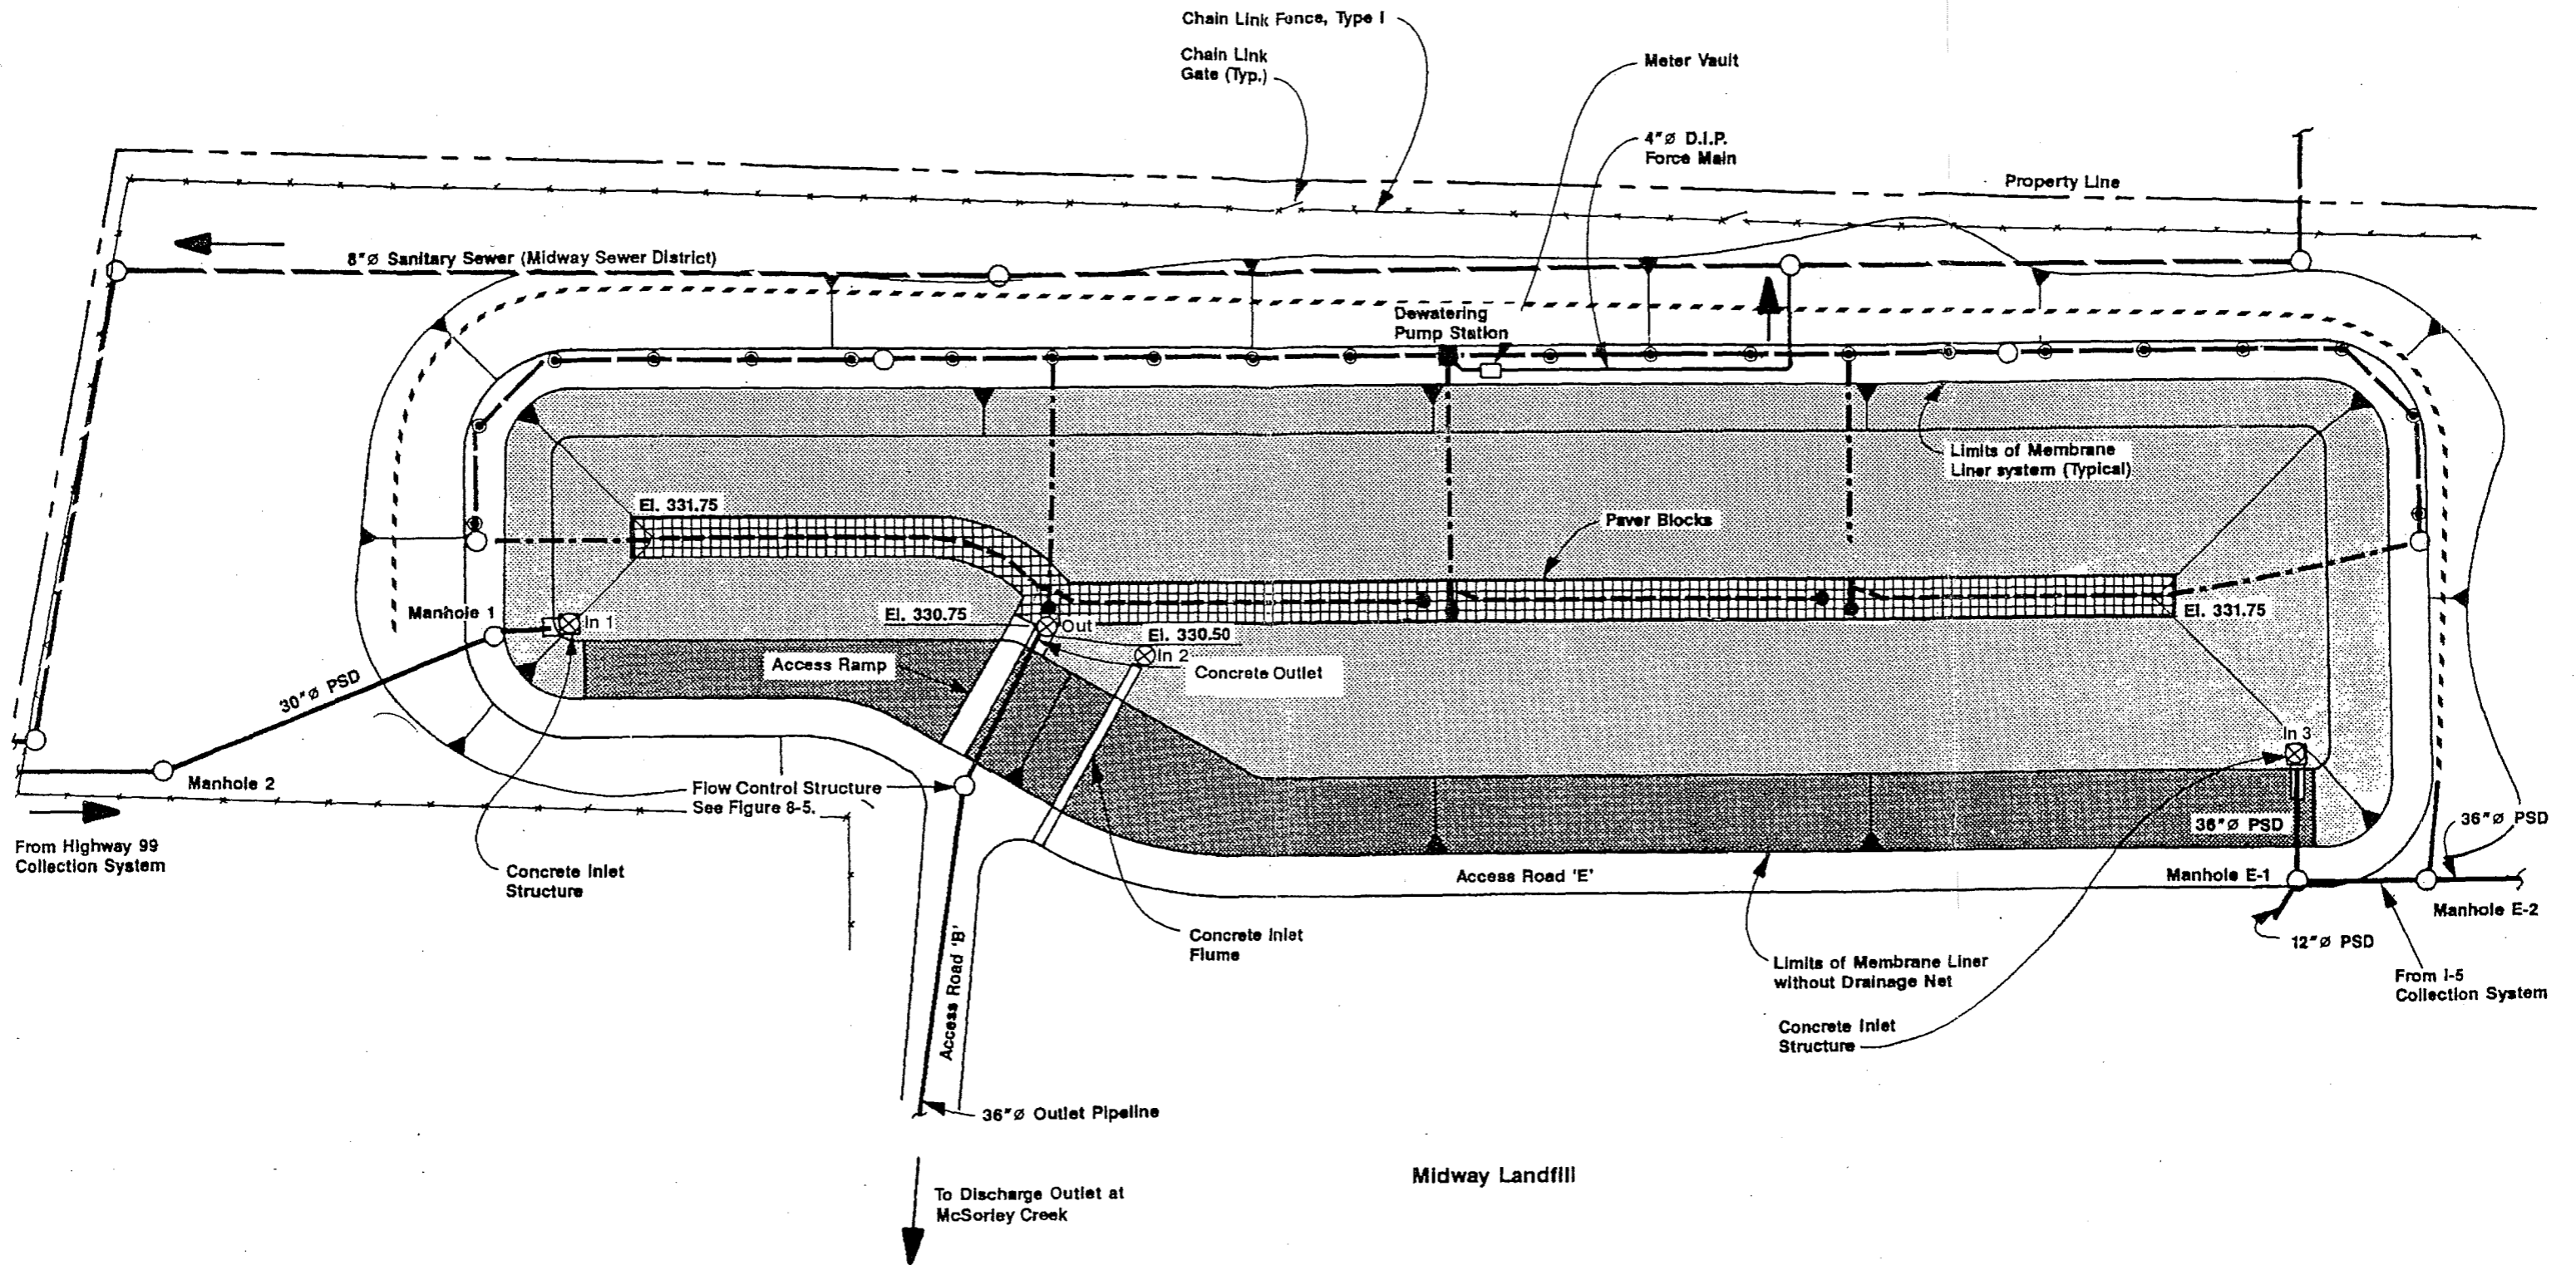 Chain Link Fence, Type I
Chain Link
Gate (Typ.)
Meter Vault
4"ø D.I.P.
Force Main
Property Line
8"ø Sanitary Sewer (Midway Sewer District)
Dewatering
Pump Station
Limits of Membrane
Liner system (Typical)
El. 331.75
Paver Blocks
Manhole 1
In 1
El. 330.75
Out
El. 330.50
In 2
El. 331.75
Access Ramp
Concrete Outlet
30"ø PSD
In 3
Manhole 2
Flow Control Structure
See Figure 8-5.
36"ø PSD
36"ø PSD
From Highway 99
Collection System
Concrete Inlet
Structure
Access Road 'E'
Manhole E-1
Manhole E-2
12"ø PSD
Concrete Inlet
Flume
Access Road 'B'
Limits of Membrane Liner
without Drainage Net
From I-5
Collection System
Concrete Inlet
Structure
36"ø Outlet Pipeline
Midway Landfill
To Discharge Outlet at
McSorley Creek